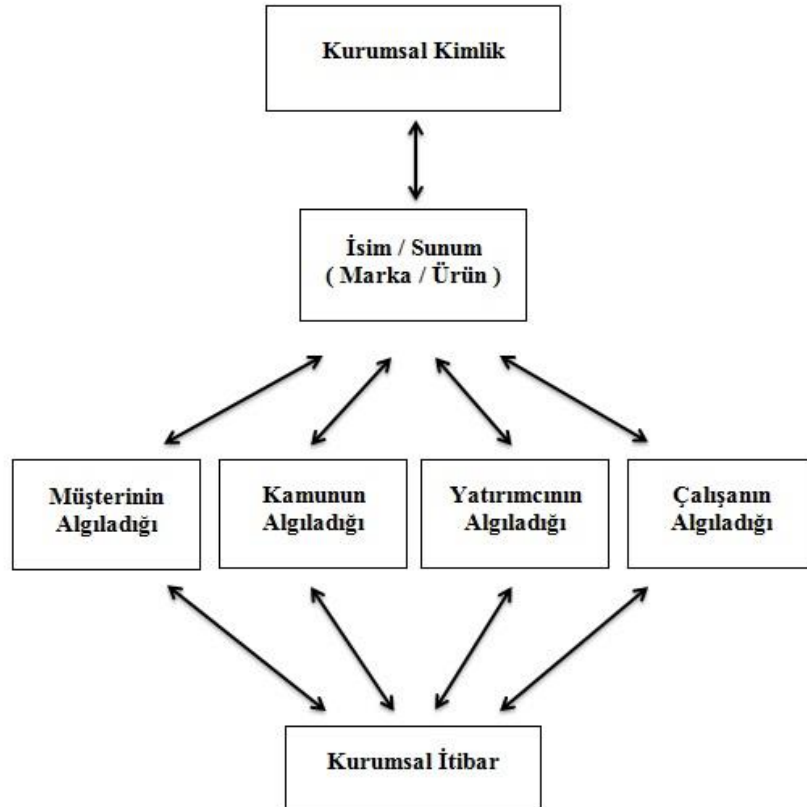 Kurumsal Kimlik
İsim / Sunum
( Marka / Ürün )
Müşterinin
Algıladığı
Kamunun
Algıladığı
Yatırımcının
Algıladığı
Çalışanın
Algıladığı
Kurumsal İtibar